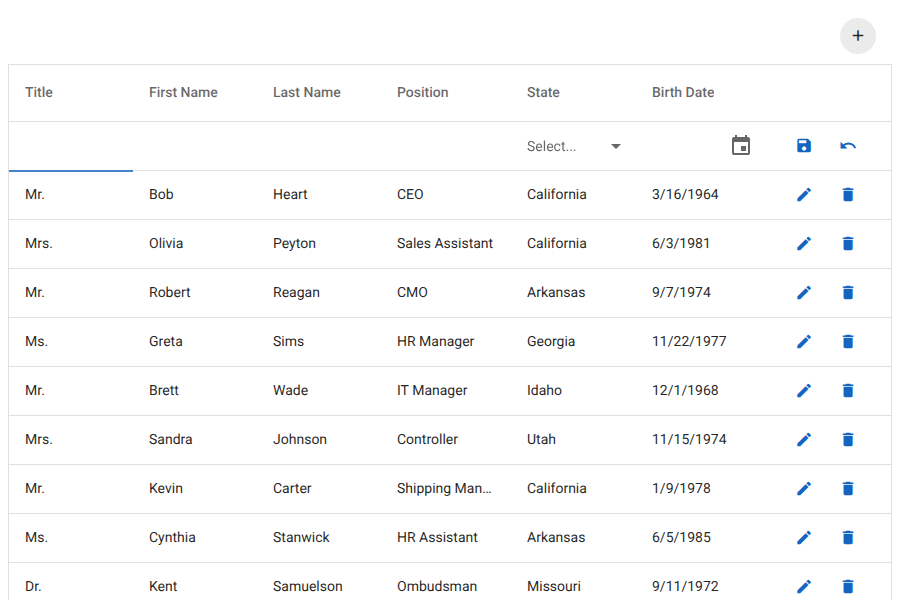 +
Title First Name Last Name Position State Birth Date
Select...
Mr. Bob Heart CEO California 3/16/1964
Mrs. Olivia Peyton Sales Assistant California 6/3/1981
Mr. Robert Reagan CMO Arkansas 9/7/1974
Ms. Greta Sims HR Manager Georgia 11/22/1977
Mr. Brett Wade IT Manager Idaho 12/1/1968
Mrs. Sandra Johnson Controller Utah 11/15/1974
Mr. Kevin Carter Shipping Man... California 1/9/1978
Ms. Cynthia Stanwick HR Assistant Arkansas 6/5/1985
Dr. Kent Samuelson Ombudsman Missouri 9/11/1972